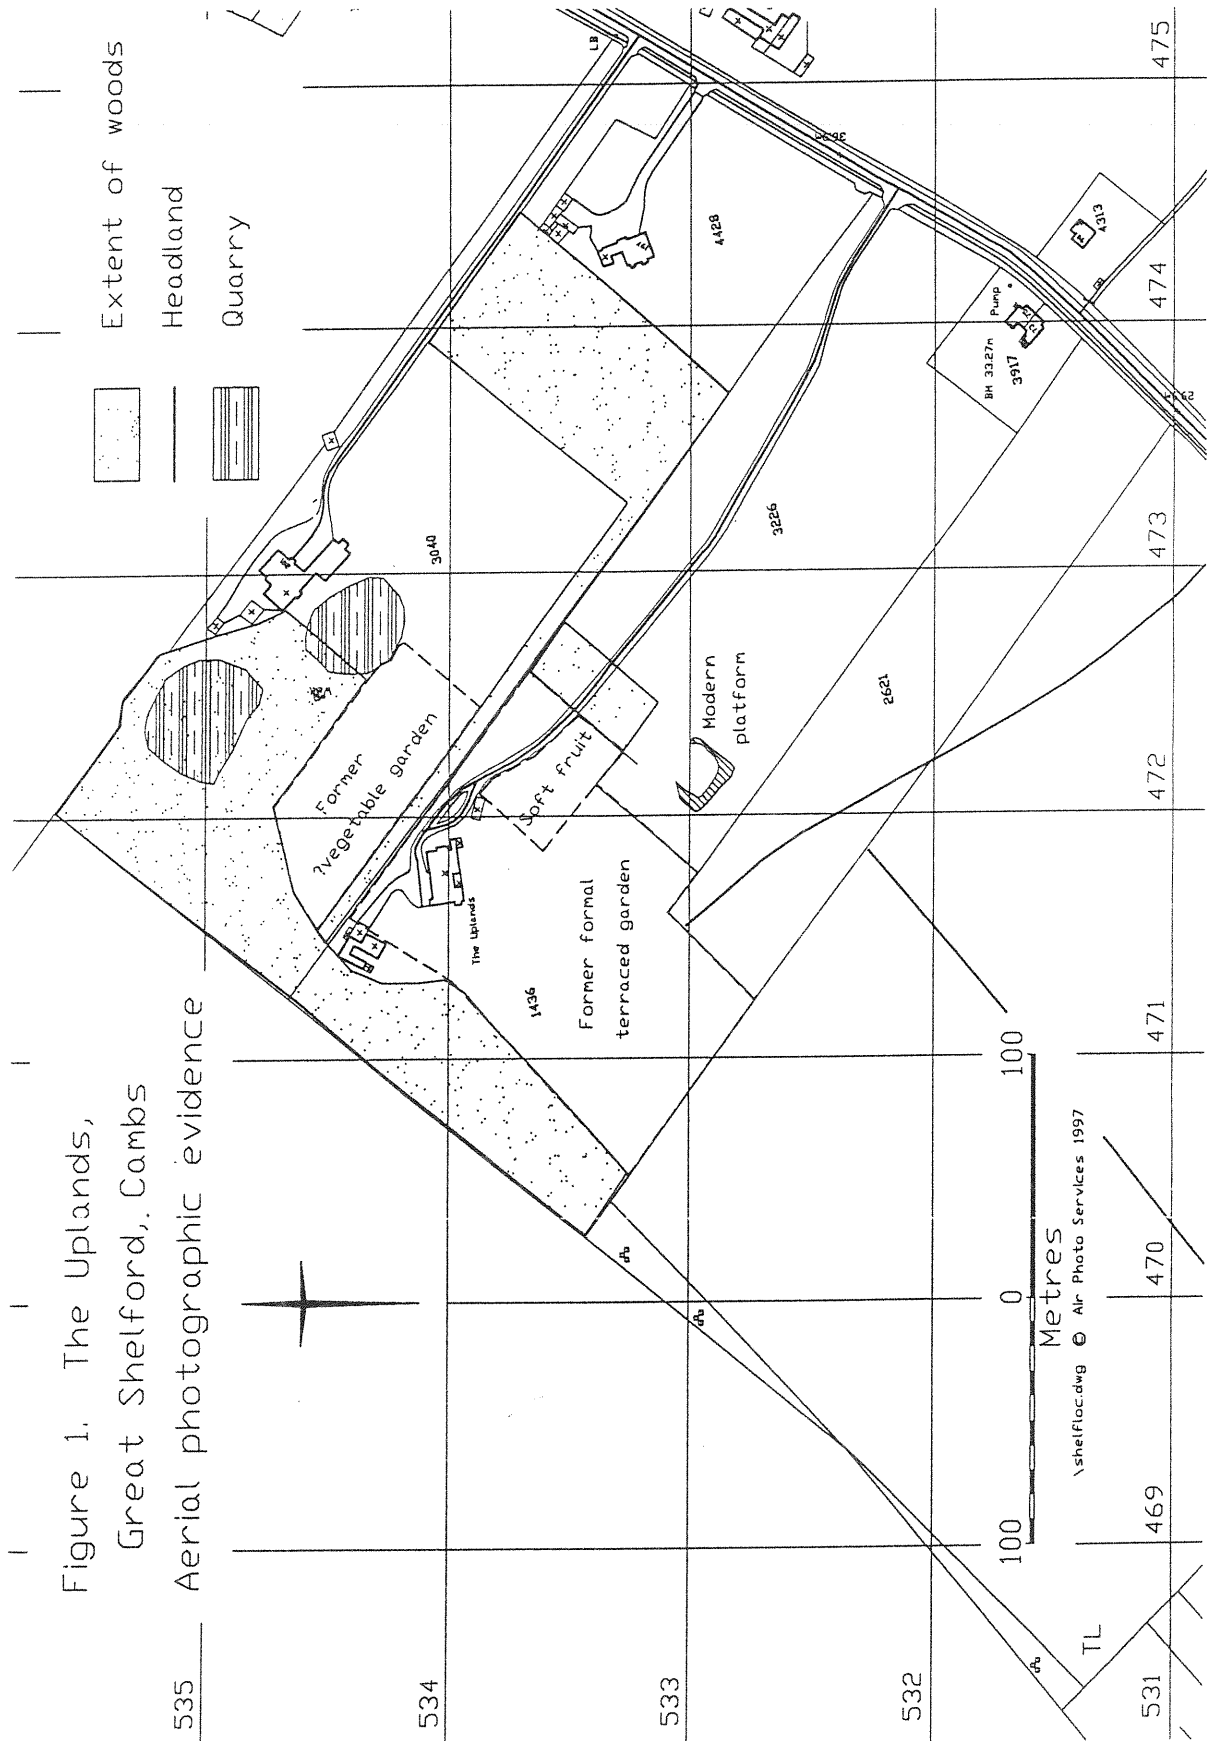 Figure 1. The Uplands,
Great Shelford, Cambs
Aerial photographic evidence
Extent of woods
Headland
Quarry
535
534
533
532
531
469
470
471
472
473
474
475
TL
LB
36.3m
4428
4313
Pump
BM 33.27m
3917
3040
3226
2621
Former
?vegetable garden
Soft fruit
Modern
platform
The Uplands
1436
Former formal
terraced garden
100
0
100
Metres
\shelfloc.dwg © Air Photo Services 1997